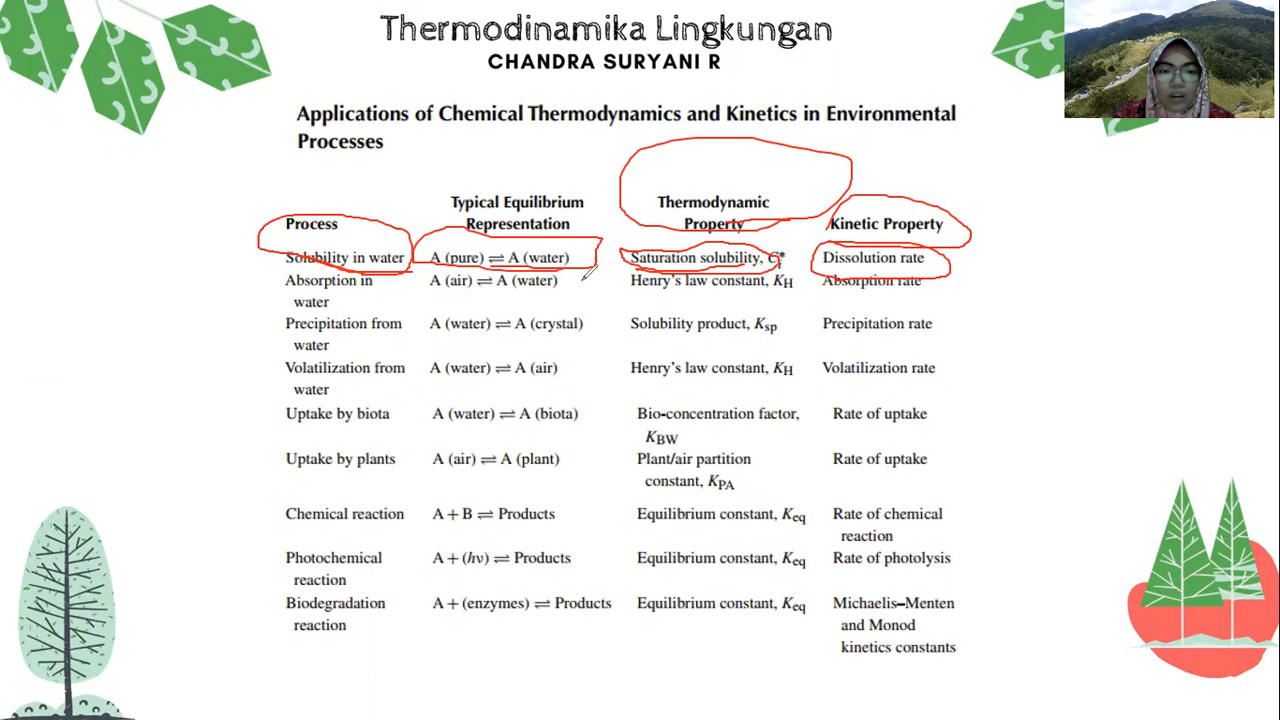 Thermodinamika Lingkungan
CHANDRA SURYANI R
Applications of Chemical Thermodynamics and Kinetics in Environmental
Processes
Typical Equilibrium Thermodynamic
Process Representation Property Kinetic Property
Solubility in water A (pure) ⇌ A (water) Saturation solubility, C*i Dissolution rate
Absorption in A (air) ⇌ A (water) Henry's law constant, KH Absorption rate
water
Precipitation from A (water) ⇌ A (crystal) Solubility product, Ksp Precipitation rate
water
Volatilization from A (water) ⇌ A (air) Henry's law constant, KH Volatilization rate
water
Uptake by biota A (water) ⇌ A (biota) Bio-concentration factor, Rate of uptake
KBW
Uptake by plants A (air) ⇌ A (plant) Plant/air partition Rate of uptake
constant, KPA
Chemical reaction A + B ⇌ Products Equilibrium constant, Keq Rate of chemical
reaction
Photochemical A + (hν) ⇌ Products Equilibrium constant, Keq Rate of photolysis
reaction
Biodegradation A + (enzymes) ⇌ Products Equilibrium constant, Keq Michaelis–Menten
reaction and Monod
kinetics constants